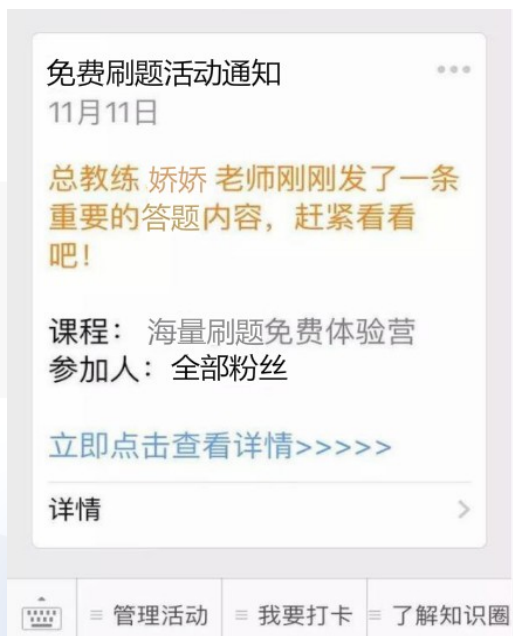 免费刷题活动通知
11月11日
总教练 娇娇 老师刚刚发了一条
重要的答题内容，赶紧看看
吧！
课程： 海量刷题免费体验营
参加人：全部粉丝
立即点击查看详情>>>>>
详情
管理活动 我要打卡 了解知识圈